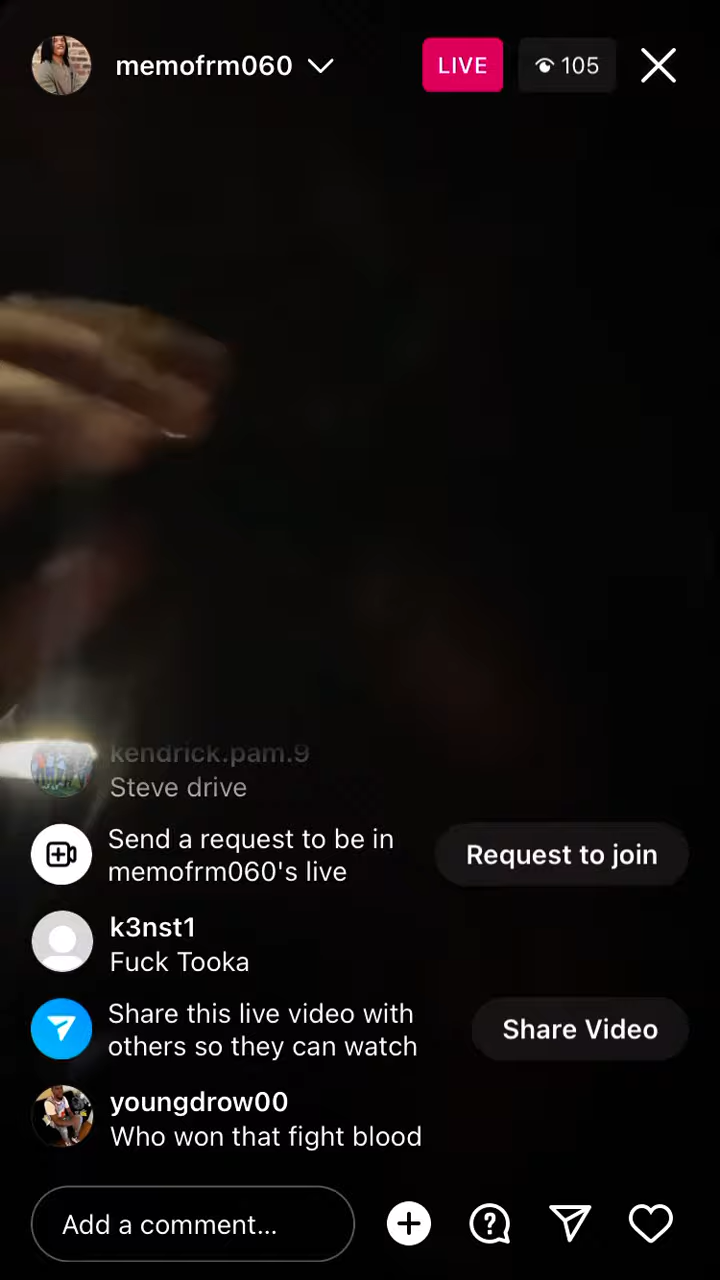 memofrm060
LIVE
105
kendrick.pam.9
Steve drive
Send a request to be in
memofrm060's live
Request to join
k3nst1
Fuck Tooka
Share this live video with
others so they can watch
Share Video
youngdrow00
Who won that fight blood
Add a comment...